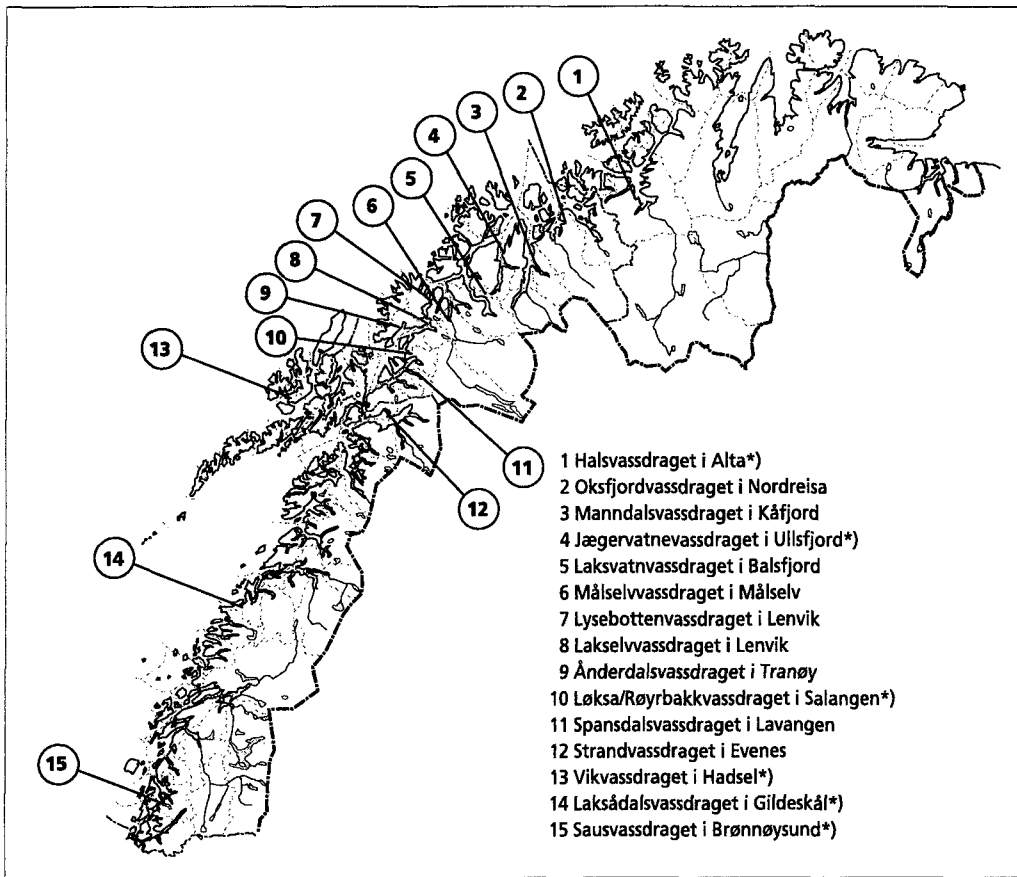 1
2
3
4
5
6
7
8
9
10
13
11
12
14
15
1 Halsvassdraget i Alta*)
2 Oksfjordvassdraget i Nordreisa
3 Manndalsvassdraget i Kåfjord
4 Jægervatnevassdraget i Ullsfjord*)
5 Laksvatnvassdraget i Balsfjord
6 Målselvvassdraget i Målselv
7 Lysebottenvassdraget i Lenvik
8 Lakselvvassdraget i Lenvik
9 Ånderdalsvassdraget i Tranøy
10 Løksa/Røyrbakkvassdraget i Salangen*)
11 Spansdalsvassdraget i Lavangen
12 Strandvassdraget i Evenes
13 Vikvassdraget i Hadsel*)
14 Laksådalsvassdraget i Gildeskål*)
15 Sausvassdraget i Brønnøysund*)